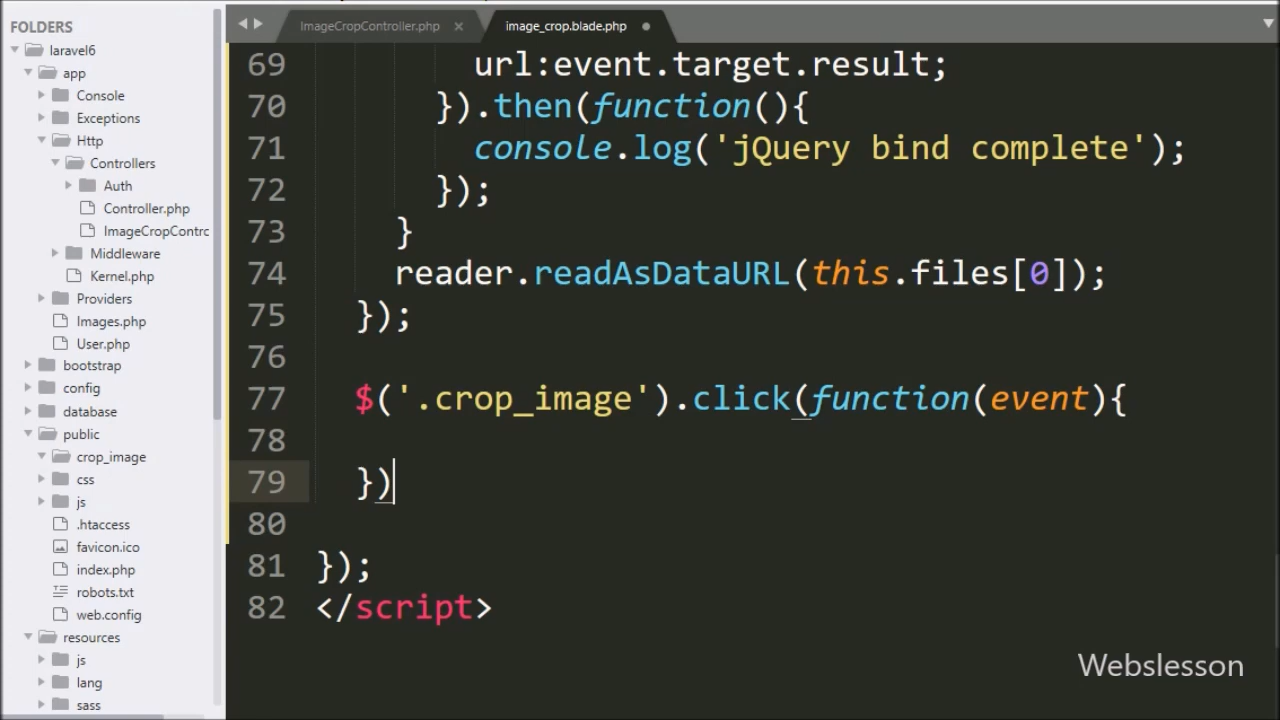 FOLDERS
laravel6
app
Console
Exceptions
Http
Controllers
Auth
Controller.php
ImageCropContrc
Middleware
Kernel.php
Providers
Images.php
User.php
bootstrap
config
database
public
crop_image
css
js
.htaccess
favicon.ico
index.php
robots.txt
web.config
resources
js
lang
sass
ImageCropController.php
image_crop.blade.php
69 url:event.target.result;
70 }).then(function(){
71 console.log('jQuery bind complete');
72 });
73 }
74 reader.readAsDataURL(this.files[0]);
75 });
76
77 $('.crop_image').click(function(event){
78
79 })
80
81 });
82 </script>
Webslesson